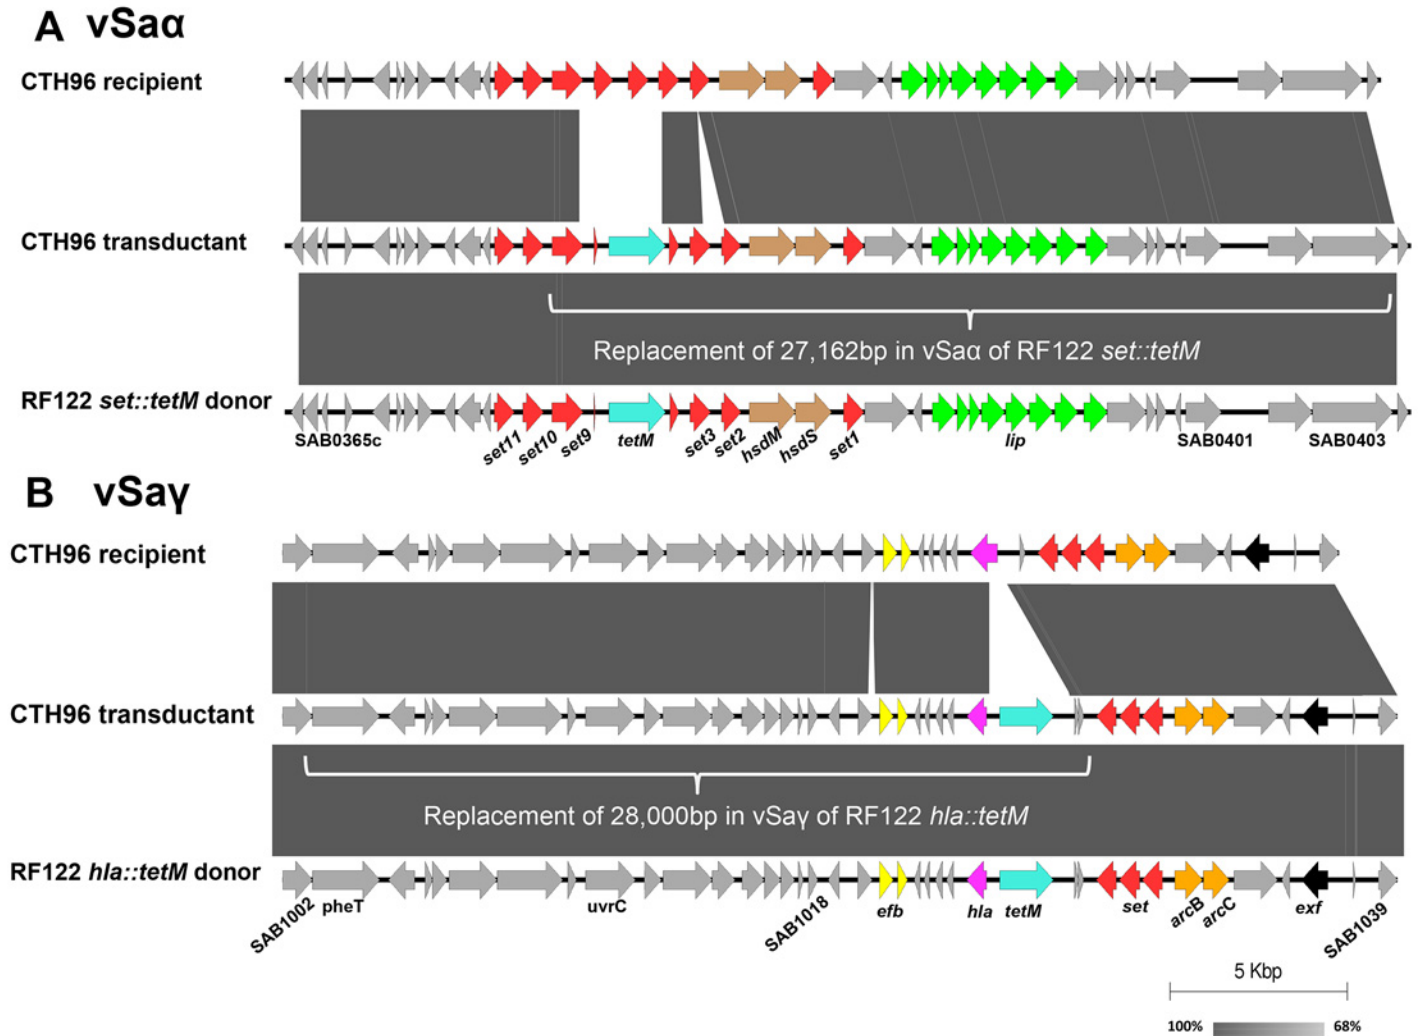 A vSaα
CTH96 recipient
CTH96 transductant
Replacement of 27,162bp in vSaα of RF122 set::tetM
RF122 set::tetM donor
SAB0365c set11 set10 set9 tetM set3 set2 hsdM hsdS set1 lip SAB0401 SAB0403
B vSaγ
CTH96 recipient
CTH96 transductant
Replacement of 28,000bp in vSaγ of RF122 hla::tetM
RF122 hla::tetM donor
SAB1002 pheT uvrC SAB1018 efb hla tetM set arcB arcC exf SAB1039
5 Kbp
100% 68%